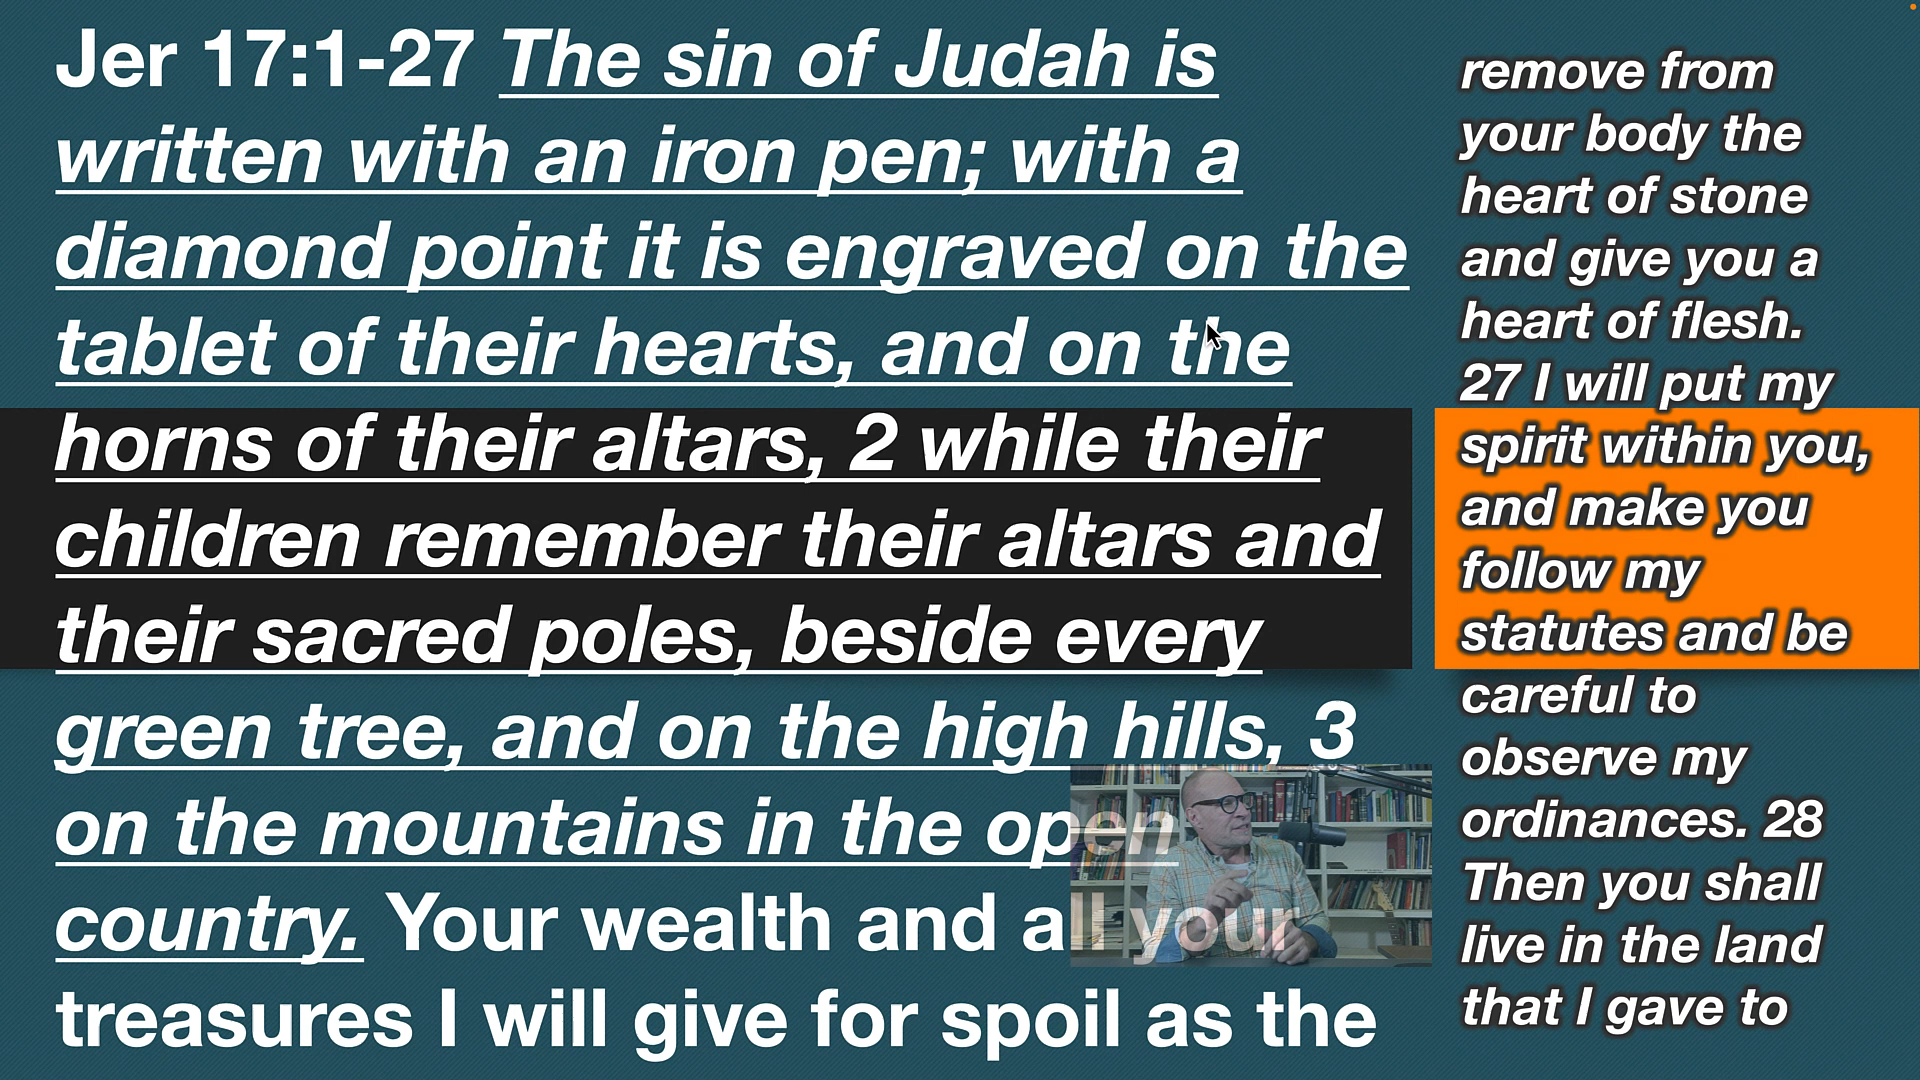 Jer 17:1-27 The sin of Judah is
written with an iron pen; with a
diamond point it is engraved on the
tablet of their hearts, and on the
horns of their altars, 2 while their
children remember their altars and
their sacred poles, beside every
green tree, and on the high hills, 3
on the mountains in the open
country. Your wealth and all your
treasures I will give for spoil as the
remove from
your body the
heart of stone
and give you a
heart of flesh.
27 I will put my
spirit within you,
and make you
follow my
statutes and be
careful to
observe my
ordinances. 28
Then you shall
live in the land
that I gave to